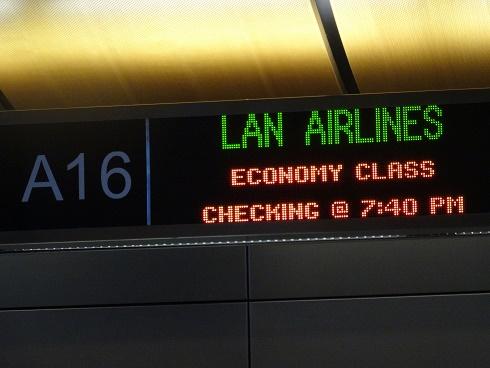 A16
LAN AIRLINES
ECONOMY CLASS
CHECKING @ 7:40 PM